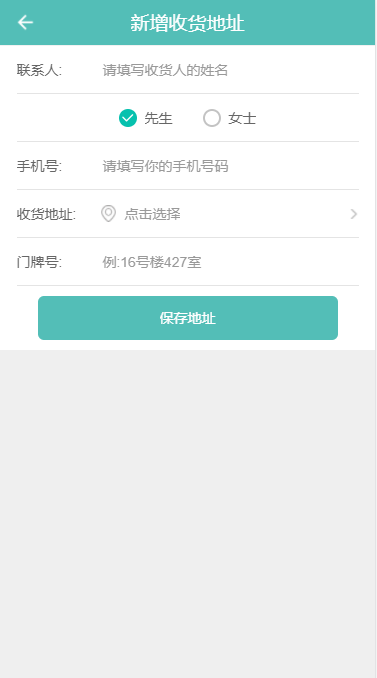 新增收货地址
联系人: 请填写收货人的姓名
先生 女士
手机号: 请填写你的手机号码
收货地址: 点击选择
门牌号: 例:16号楼427室
保存地址